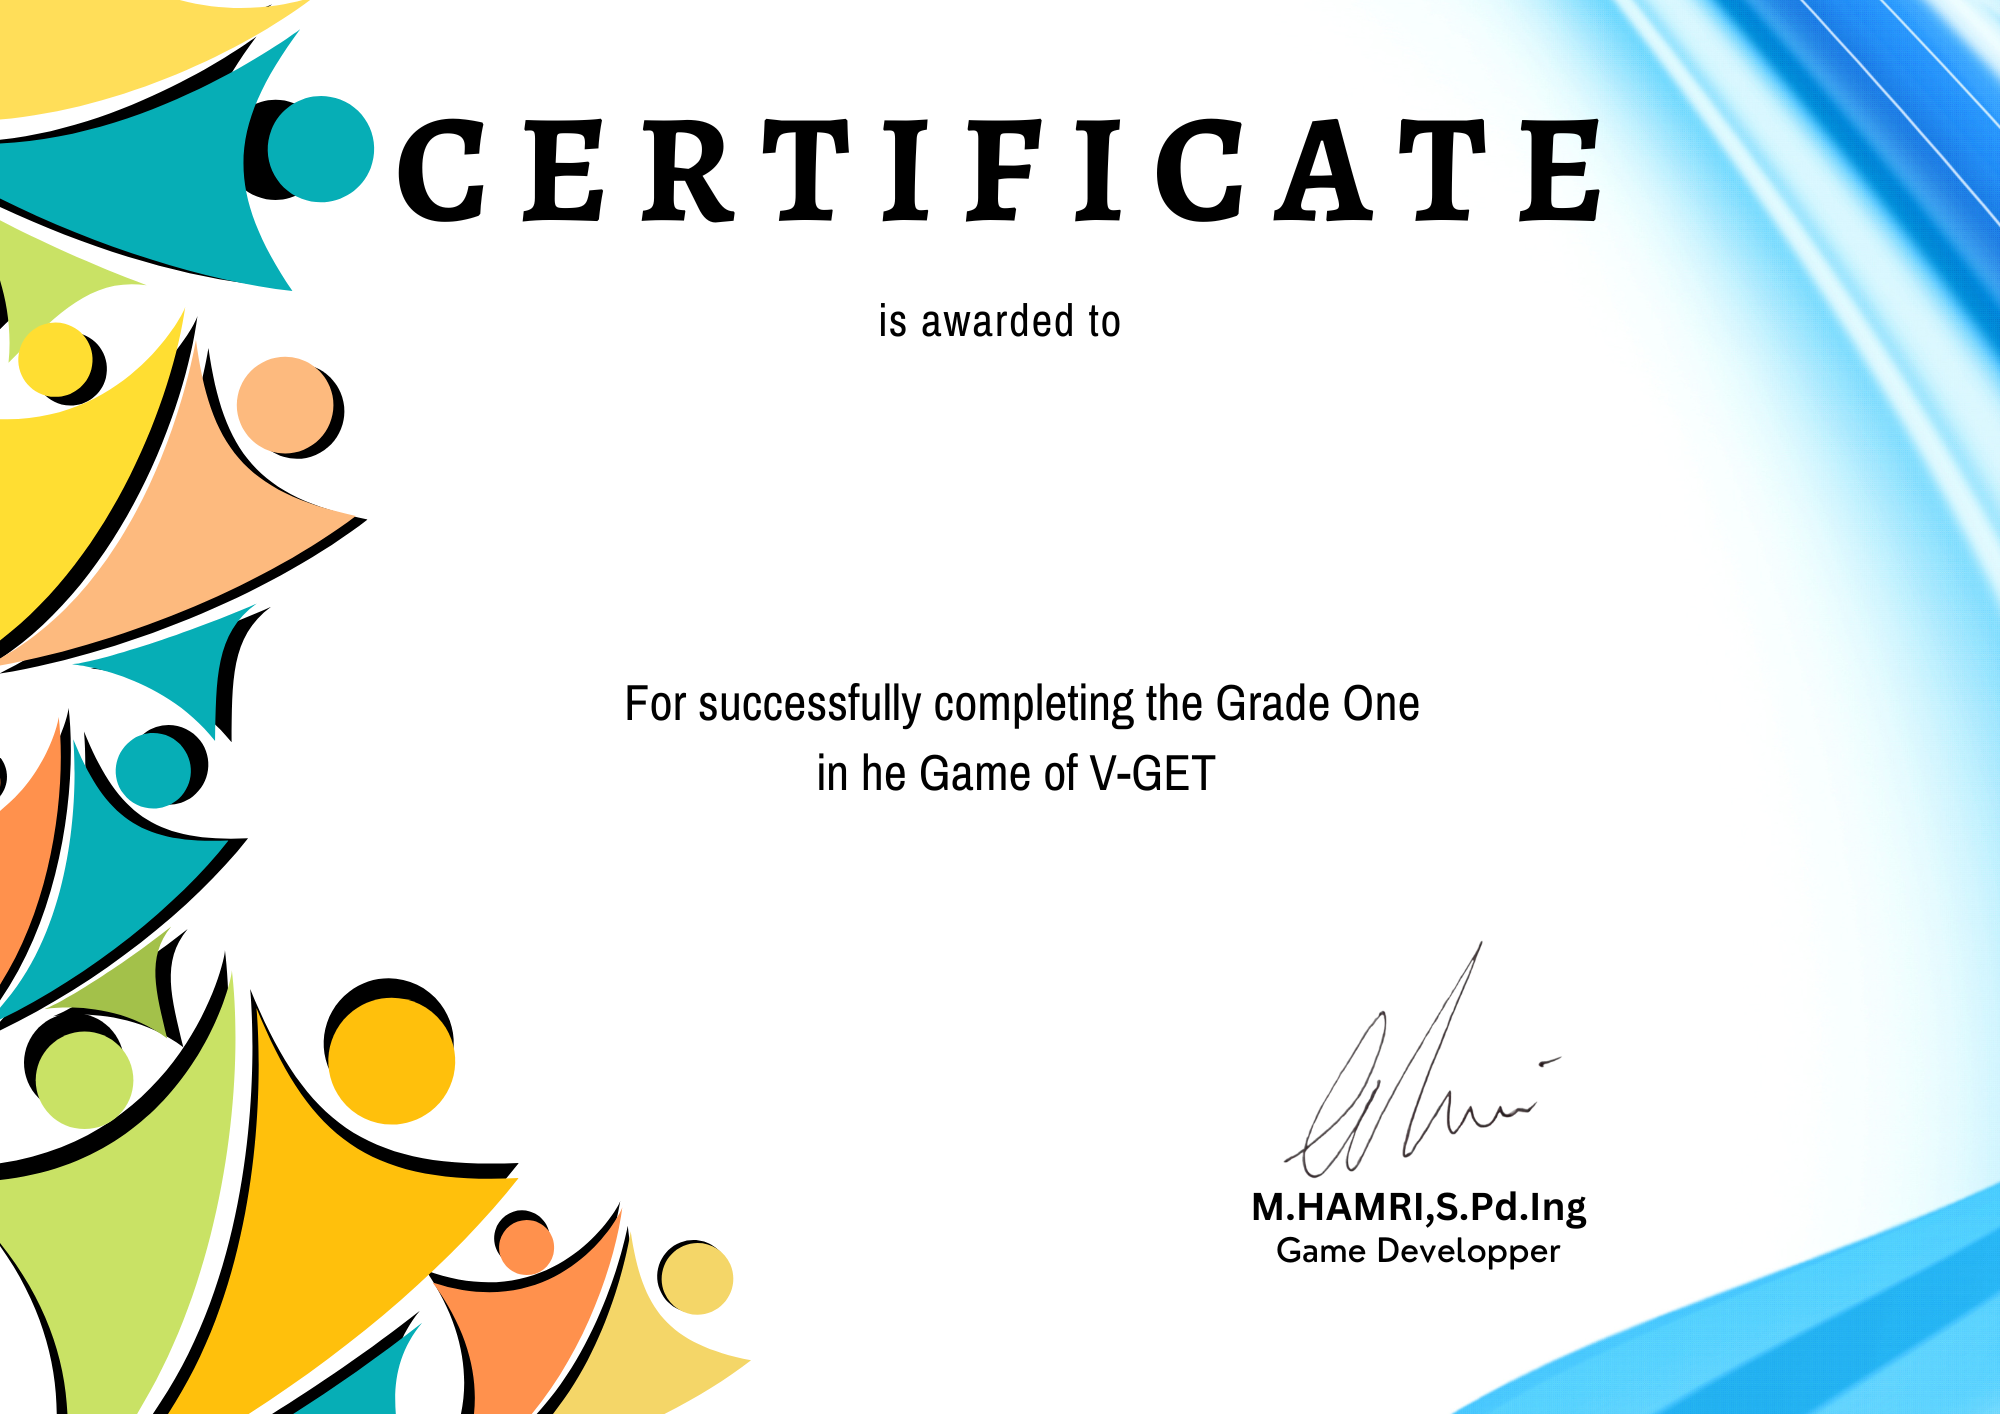 CERTIFICATE
is awarded to
For successfully completing the Grade One
in he Game of V-GET
M.HAMRI,S.Pd.Ing
Game Developper